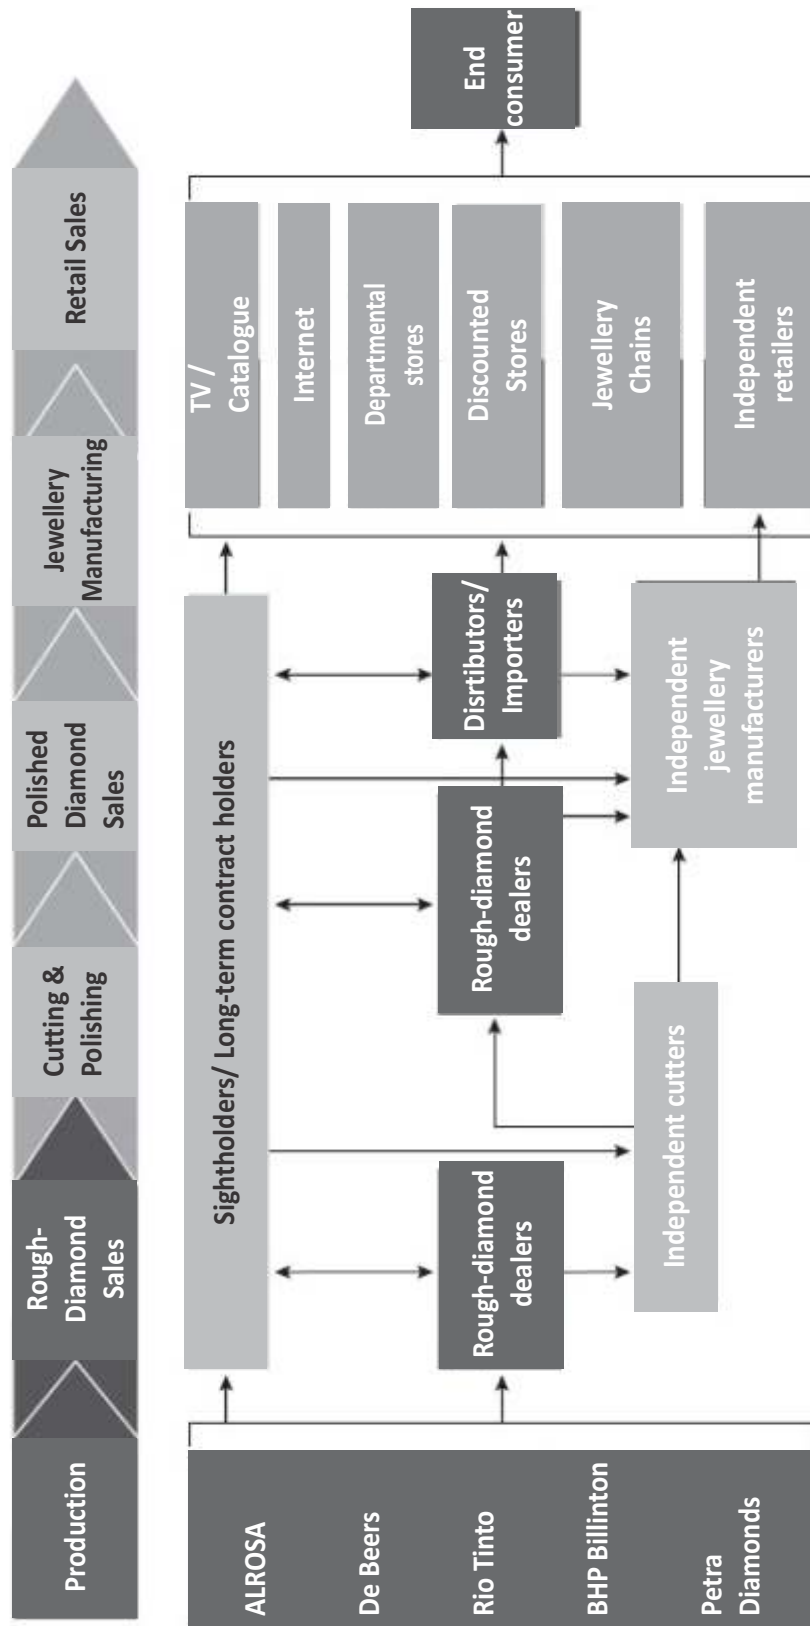 Production
Rough-
Diamond
Sales
Cutting &
Polishing
Polished
Diamond
Sales
Jewellery
Manufacturing
Retail Sales
ALROSA
De Beers
Rio Tinto
BHP Billinton
Petra
Diamonds
Sightholders/ Long-term contract holders
Rough-diamond
dealers
Independent cutters
Rough-diamond
dealers
Disrtibutors/
Importers
Independent
jewellery
manufacturers
TV /
Catalogue
Internet
Departmental
stores
Discounted
Stores
Jewellery
Chains
Independent
retailers
End
consumer